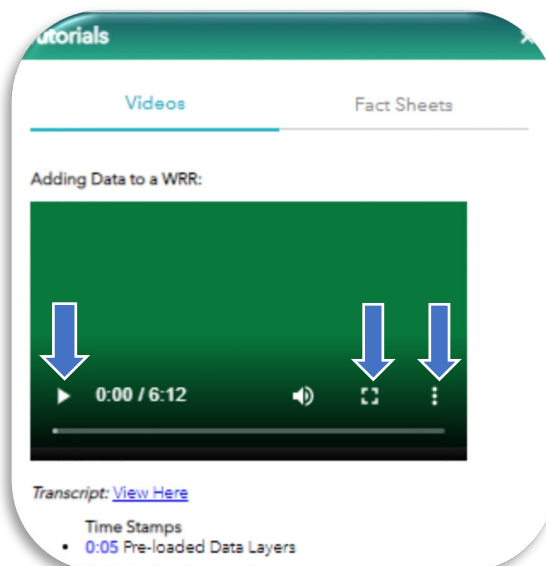 Tutorials
Videos
Fact Sheets
Adding Data to a WRR:
0:00 / 6:12
Transcript: View Here
Time Stamps
• 0:05 Pre-loaded Data Layers